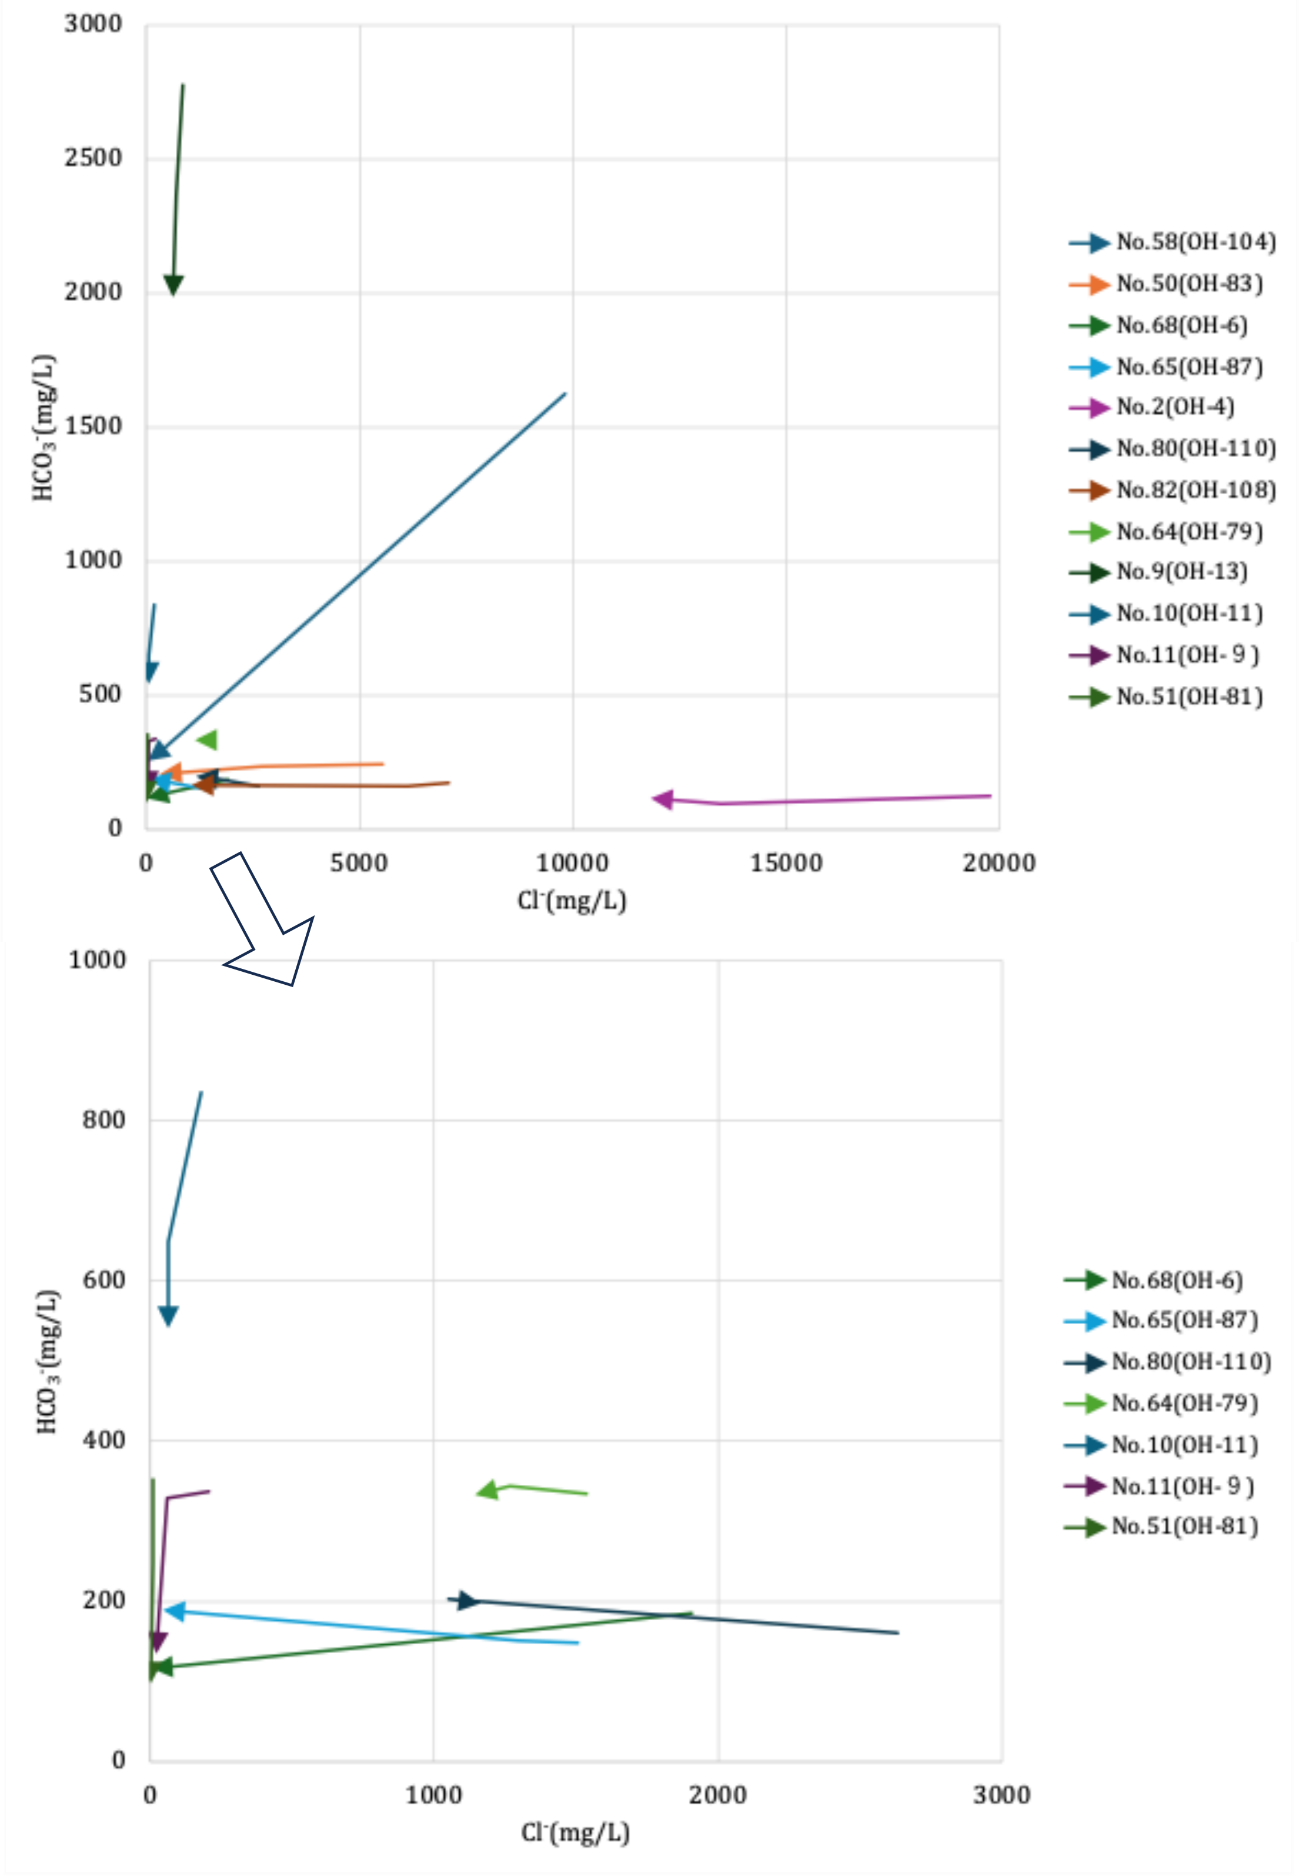 3000
2500
2000
1500
1000
500
0
HCO₃⁻(mg/L)
0 5000 10000 15000 20000
Cl⁻(mg/L)
No.58(OH-104)
No.50(OH-83)
No.68(OH-6)
No.65(OH-87)
No.2(OH-4)
No.80(OH-110)
No.82(OH-108)
No.64(OH-79)
No.9(OH-13)
No.10(OH-11)
No.11(OH- 9 )
No.51(OH-81)
1000
800
600
400
200
0
HCO₃⁻(mg/L)
0 1000 2000 3000
Cl⁻(mg/L)
No.68(OH-6)
No.65(OH-87)
No.80(OH-110)
No.64(OH-79)
No.10(OH-11)
No.11(OH- 9 )
No.51(OH-81)